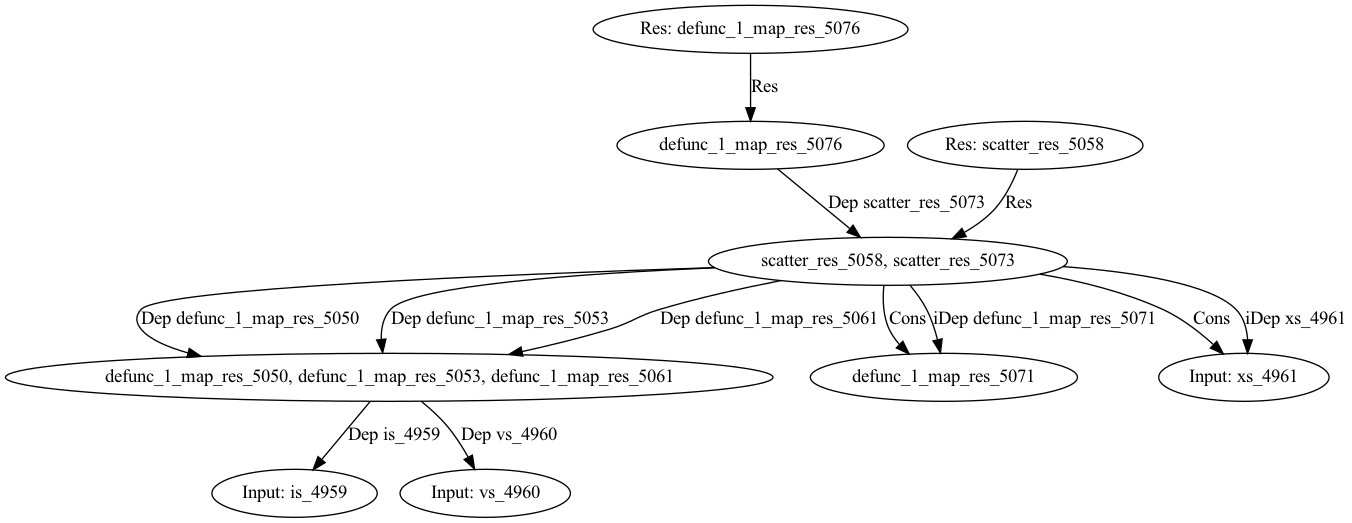 Res: defunc_1_map_res_5076
Res
defunc_1_map_res_5076
Res: scatter_res_5058
Dep scatter_res_5073
Res
scatter_res_5058, scatter_res_5073
Dep defunc_1_map_res_5050
Dep defunc_1_map_res_5053
Dep defunc_1_map_res_5061
Cons
iDep defunc_1_map_res_5071
Cons
iDep xs_4961
defunc_1_map_res_5050, defunc_1_map_res_5053, defunc_1_map_res_5061
defunc_1_map_res_5071
Input: xs_4961
Dep is_4959
Dep vs_4960
Input: is_4959
Input: vs_4960